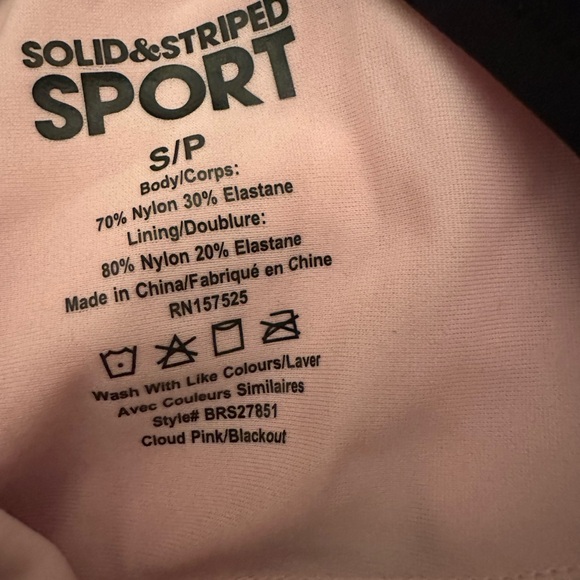 SOLID&STRIPED
SPORT
S/P
Body/Corps:
70% Nylon 30% Elastane
Lining/Doublure:
80% Nylon 20% Elastane
Made in China/Fabriqué en Chine
RN157525
Wash With Like Colours/Laver
Avec Couleurs Similaires
Style# BRS27851
Cloud Pink/Blackout